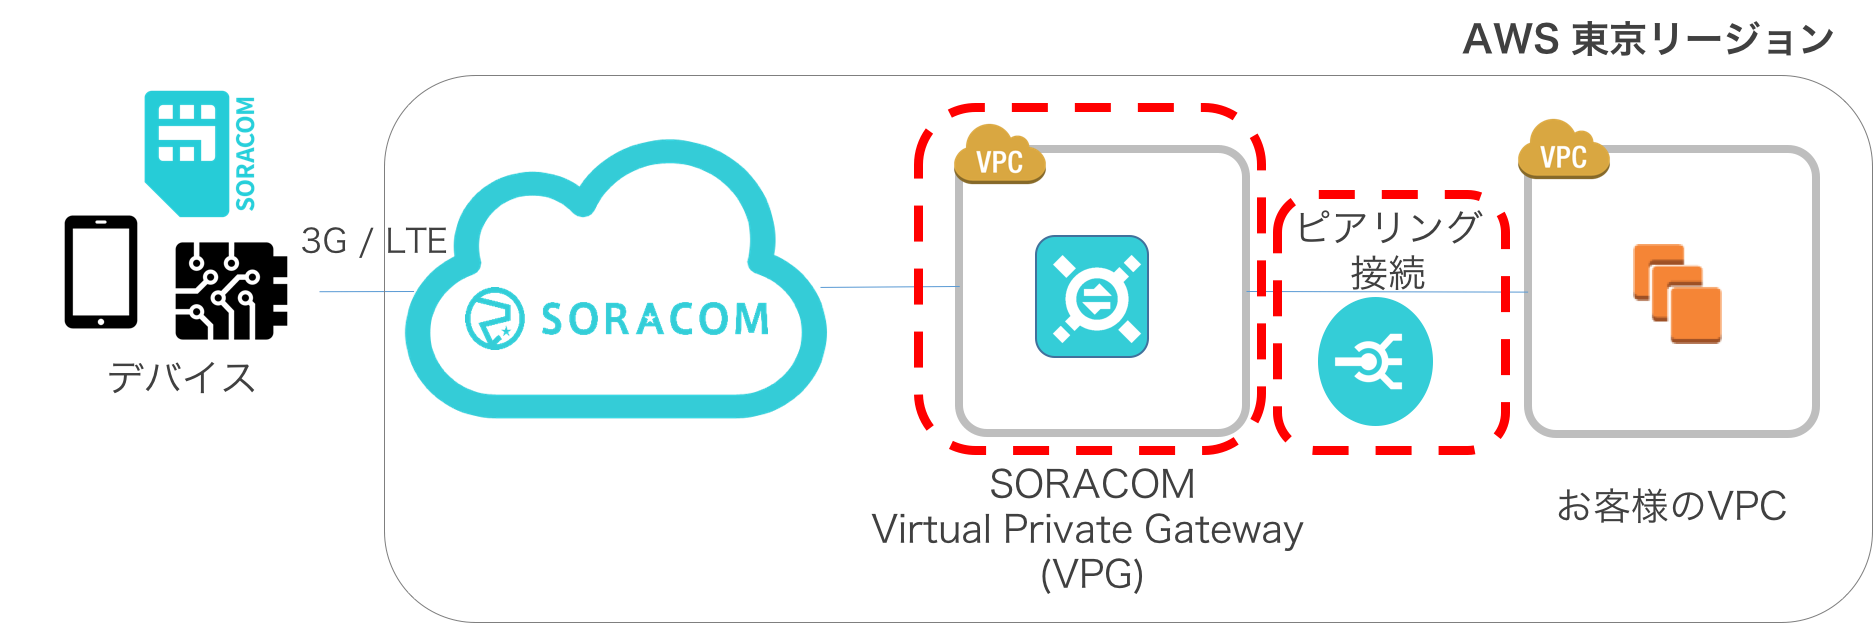 AWS 東京リージョン
SORACOM
3G / LTE
デバイス
SORACOM
VPC
ピアリング
接続
VPC
SORACOM
Virtual Private Gateway
(VPG)
お客様のVPC